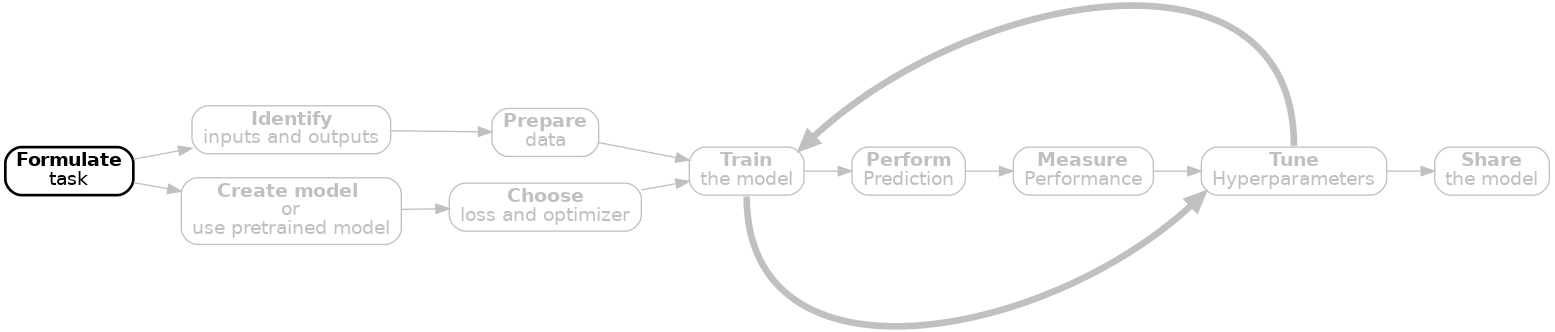 Formulate
task
Identify
inputs and outputs
Create model
or
use pretrained model
Prepare
data
Choose
loss and optimizer
Train
the model
Perform
Prediction
Measure
Performance
Tune
Hyperparameters
Share
the model